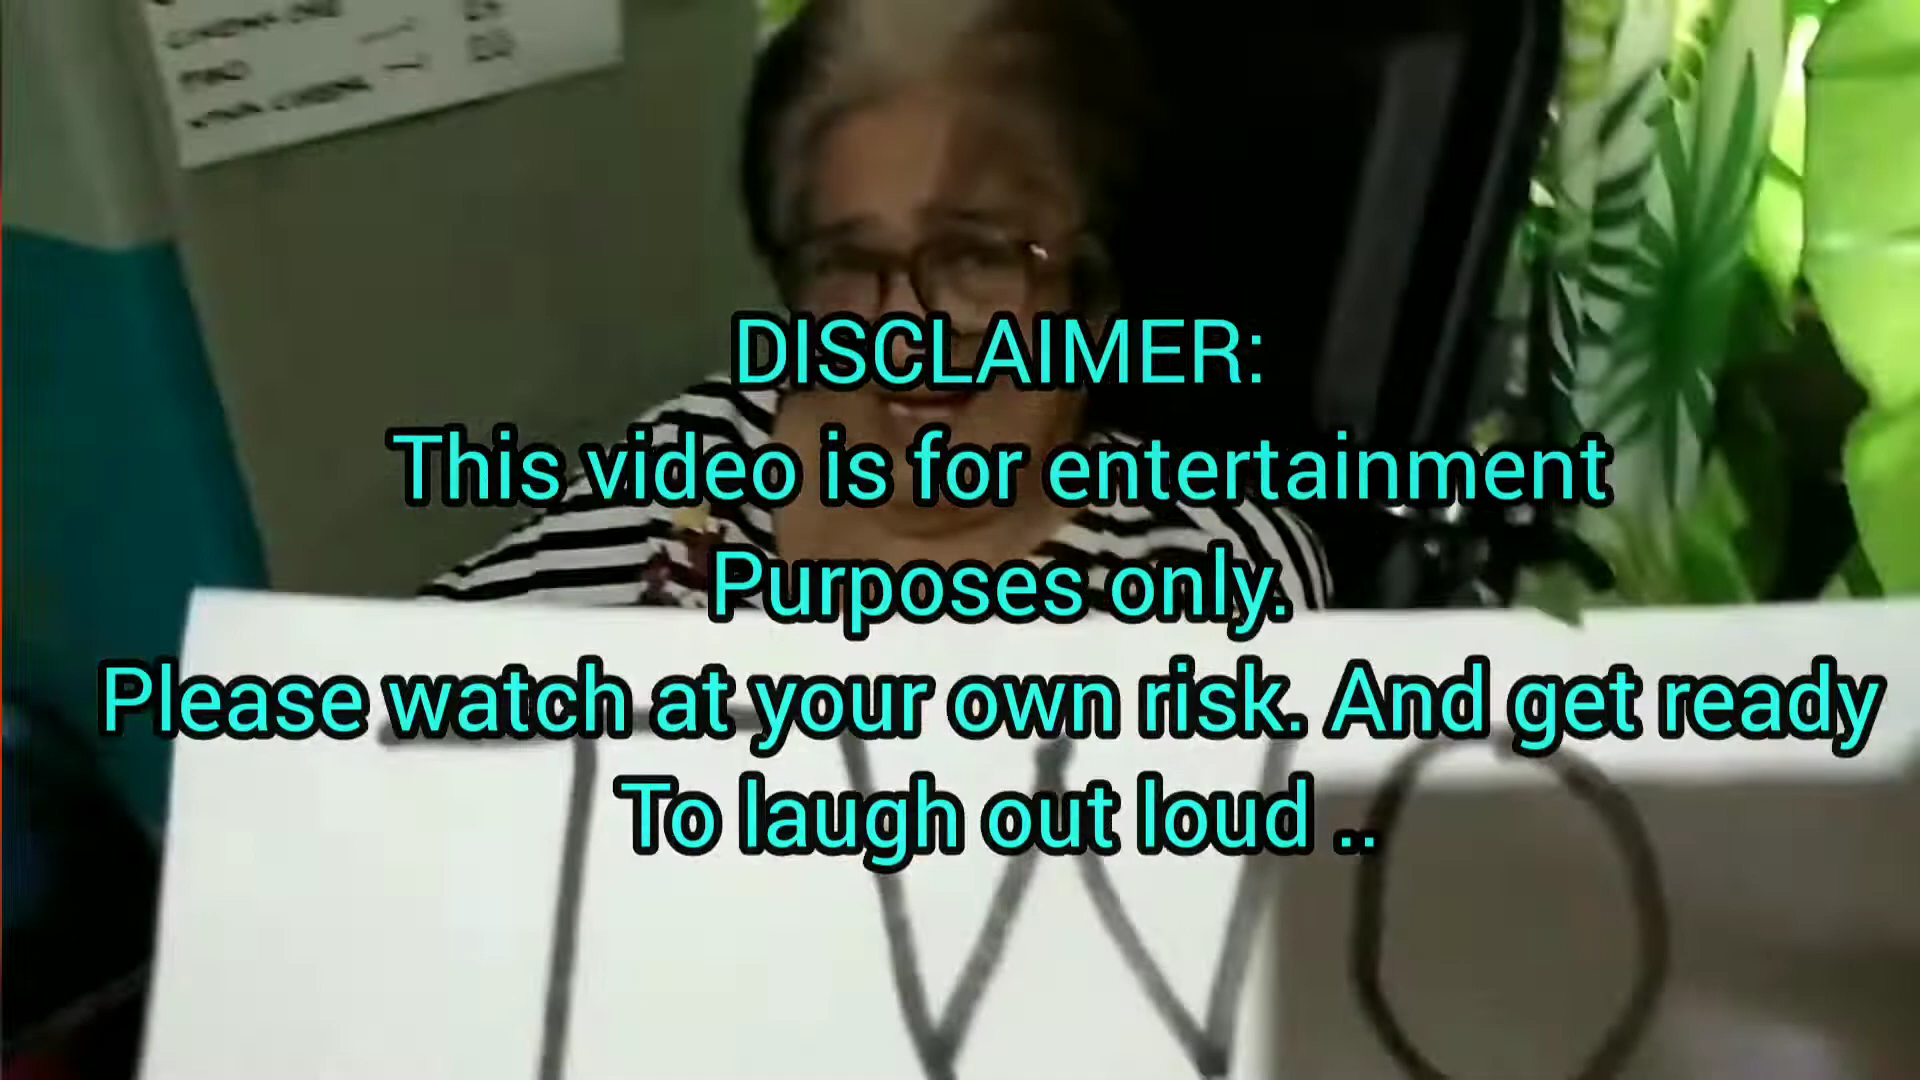 DISCLAIMER:
This video is for entertainment
Purposes only.
Please watch at your own risk. And get ready
To laugh out loud ..
TWO